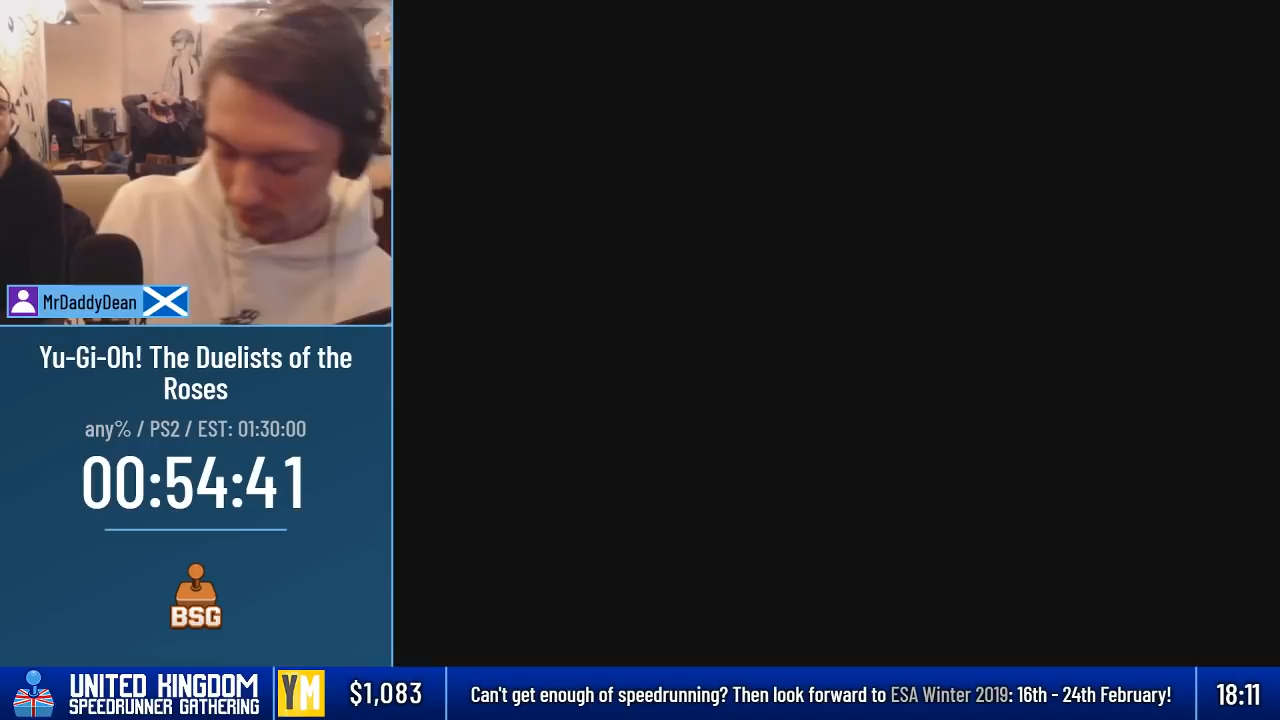 MrDaddyDean
Yu-Gi-Oh! The Duelists of the
Roses
any% / PS2 / EST: 01:30:00
00:54:41
BSG
UNITED KINGDOM
SPEEDRUNNER GATHERING
YM
$1,083
Can't get enough of speedrunning? Then look forward to ESA Winter 2019: 16th - 24th February!
18:11